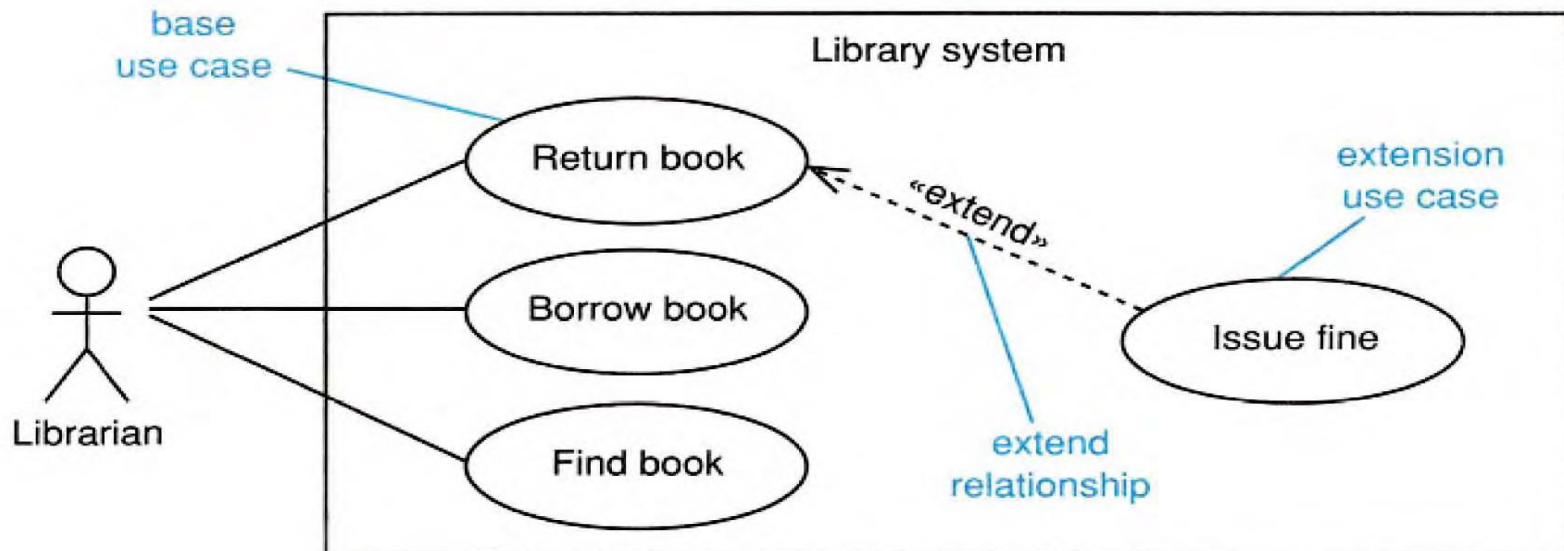 base
use case
Library system
Return book
«extend»
extension
use case
Borrow book
Issue fine
Librarian
Find book
extend
relationship